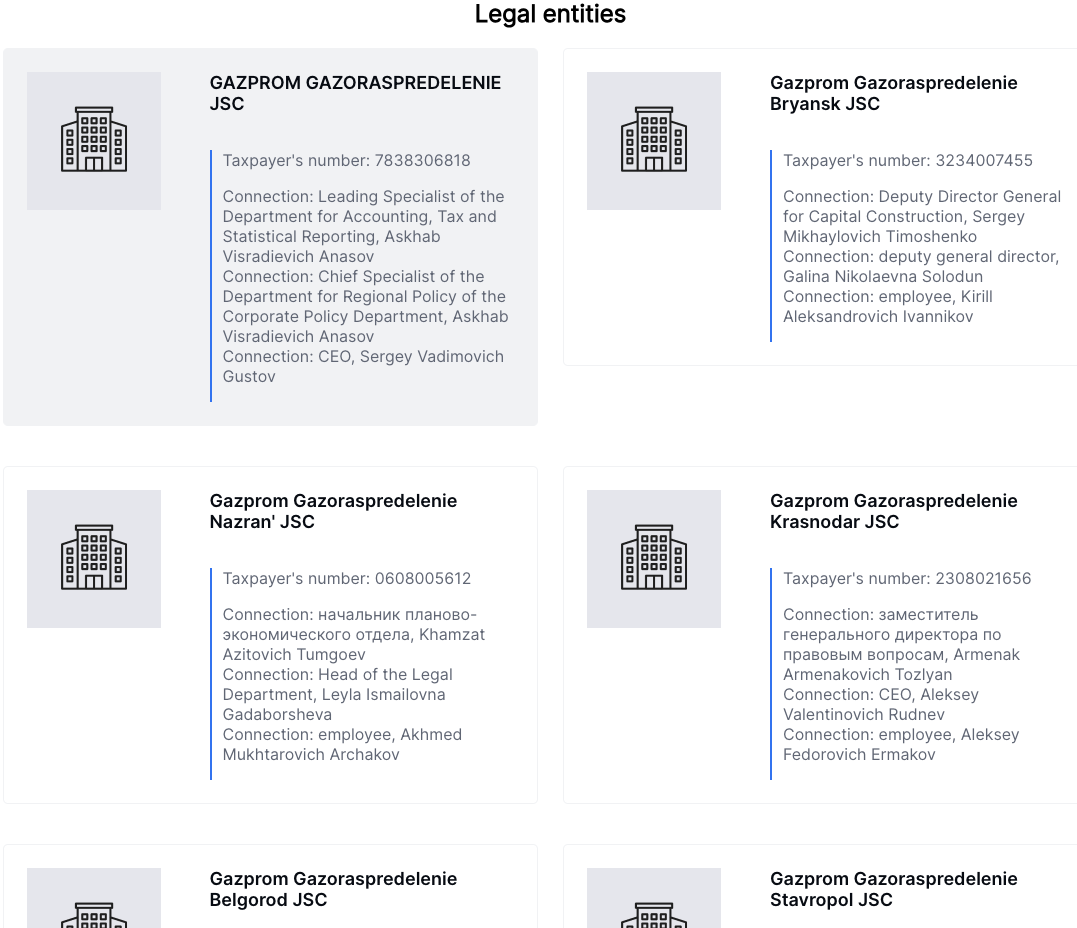 Legal entities
GAZPROM GAZORASPREDELENIE
JSC
Taxpayer's number: 7838306818
Connection: Leading Specialist of the
Department for Accounting, Tax and
Statistical Reporting, Askhab
Visradievich Anasov
Connection: Chief Specialist of the
Department for Regional Policy of the
Corporate Policy Department, Askhab
Visradievich Anasov
Connection: CEO, Sergey Vadimovich
Gustov
Gazprom Gazoraspredelenie
Bryansk JSC
Taxpayer's number: 3234007455
Connection: Deputy Director General
for Capital Construction, Sergey
Mikhaylovich Timoshenko
Connection: deputy general director,
Galina Nikolaevna Solodun
Connection: employee, Kirill
Aleksandrovich Ivannikov
Gazprom Gazoraspredelenie
Nazran' JSC
Taxpayer's number: 0608005612
Connection: начальник планово-
экономического отдела, Khamzat
Azitovich Tumgoev
Connection: Head of the Legal
Department, Leyla Ismailovna
Gadaborsheva
Connection: employee, Akhmed
Mukhtarovich Archakov
Gazprom Gazoraspredelenie
Krasnodar JSC
Taxpayer's number: 2308021656
Connection: заместитель
генерального директора по
правовым вопросам, Armenak
Armenakovich Tozlyan
Connection: CEO, Aleksey
Valentinovich Rudnev
Connection: employee, Aleksey
Fedorovich Ermakov
Gazprom Gazoraspredelenie
Belgorod JSC
Gazprom Gazoraspredelenie
Stavropol JSC